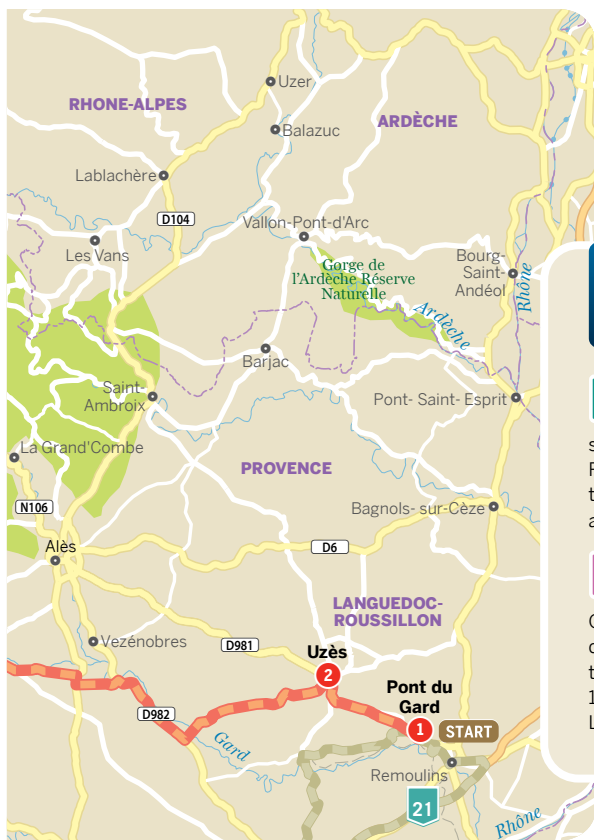 Uzer
RHONE-ALPES
ARDÈCHE
Balazuc
Lablachère
D104
Vallon-Pont-d'Arc
Les Vans
Gorge de
l'Ardèche Réserve
Naturelle
Bourg-
Saint-
Andéol
Rhône
Ardèche
Barjac
Saint-
Ambroix
Pont- Saint- Esprit
La Grand'Combe
PROVENCE
N106
Bagnols- sur-Cèze
Alès
D6
LANGUEDOC-
ROUSSILLON
Vezénobres
D981
Uzès
2
Pont du
Gard
1 START
D982
Gard
Remoulins
21
Rhône
s
F
t
a
C
c
t
1
L